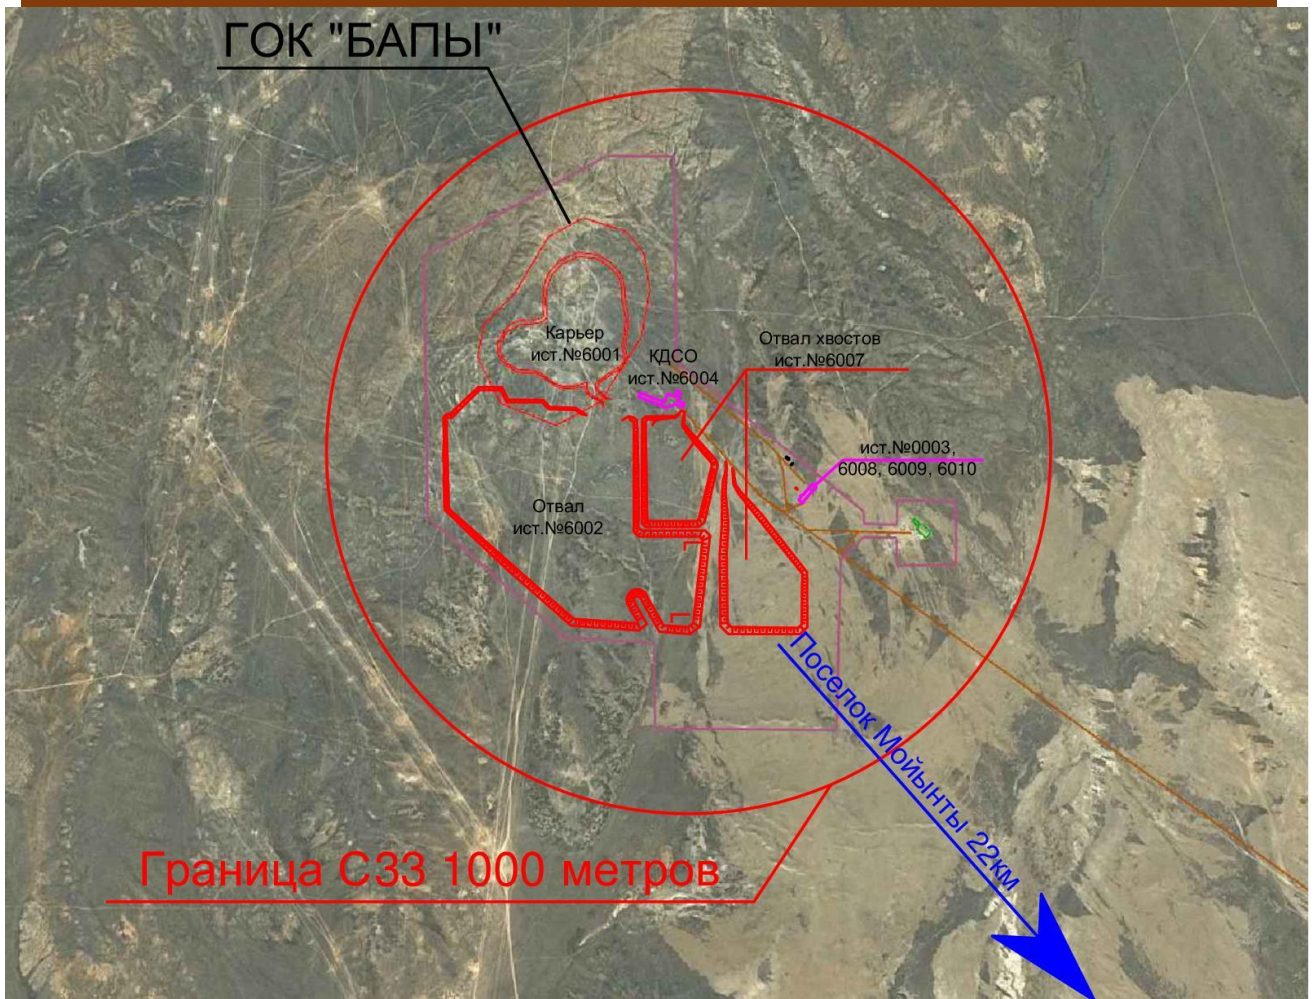 ГОК "БАПЫ"
Карьер
ист.№6001
КДСО
ист.№6004
Отвал хвостов
ист.№6007
ист.№0003,
6008, 6009, 6010
Отвал
ист.№6002
Поселок Мойынты 22км
Граница СЗЗ 1000 метров